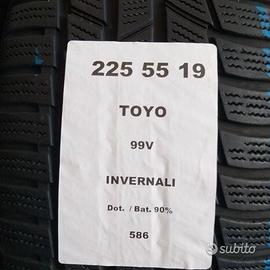 225 55 19
TOYO
99V
INVERNALI
Dot. / Bat. 90%
586
subito